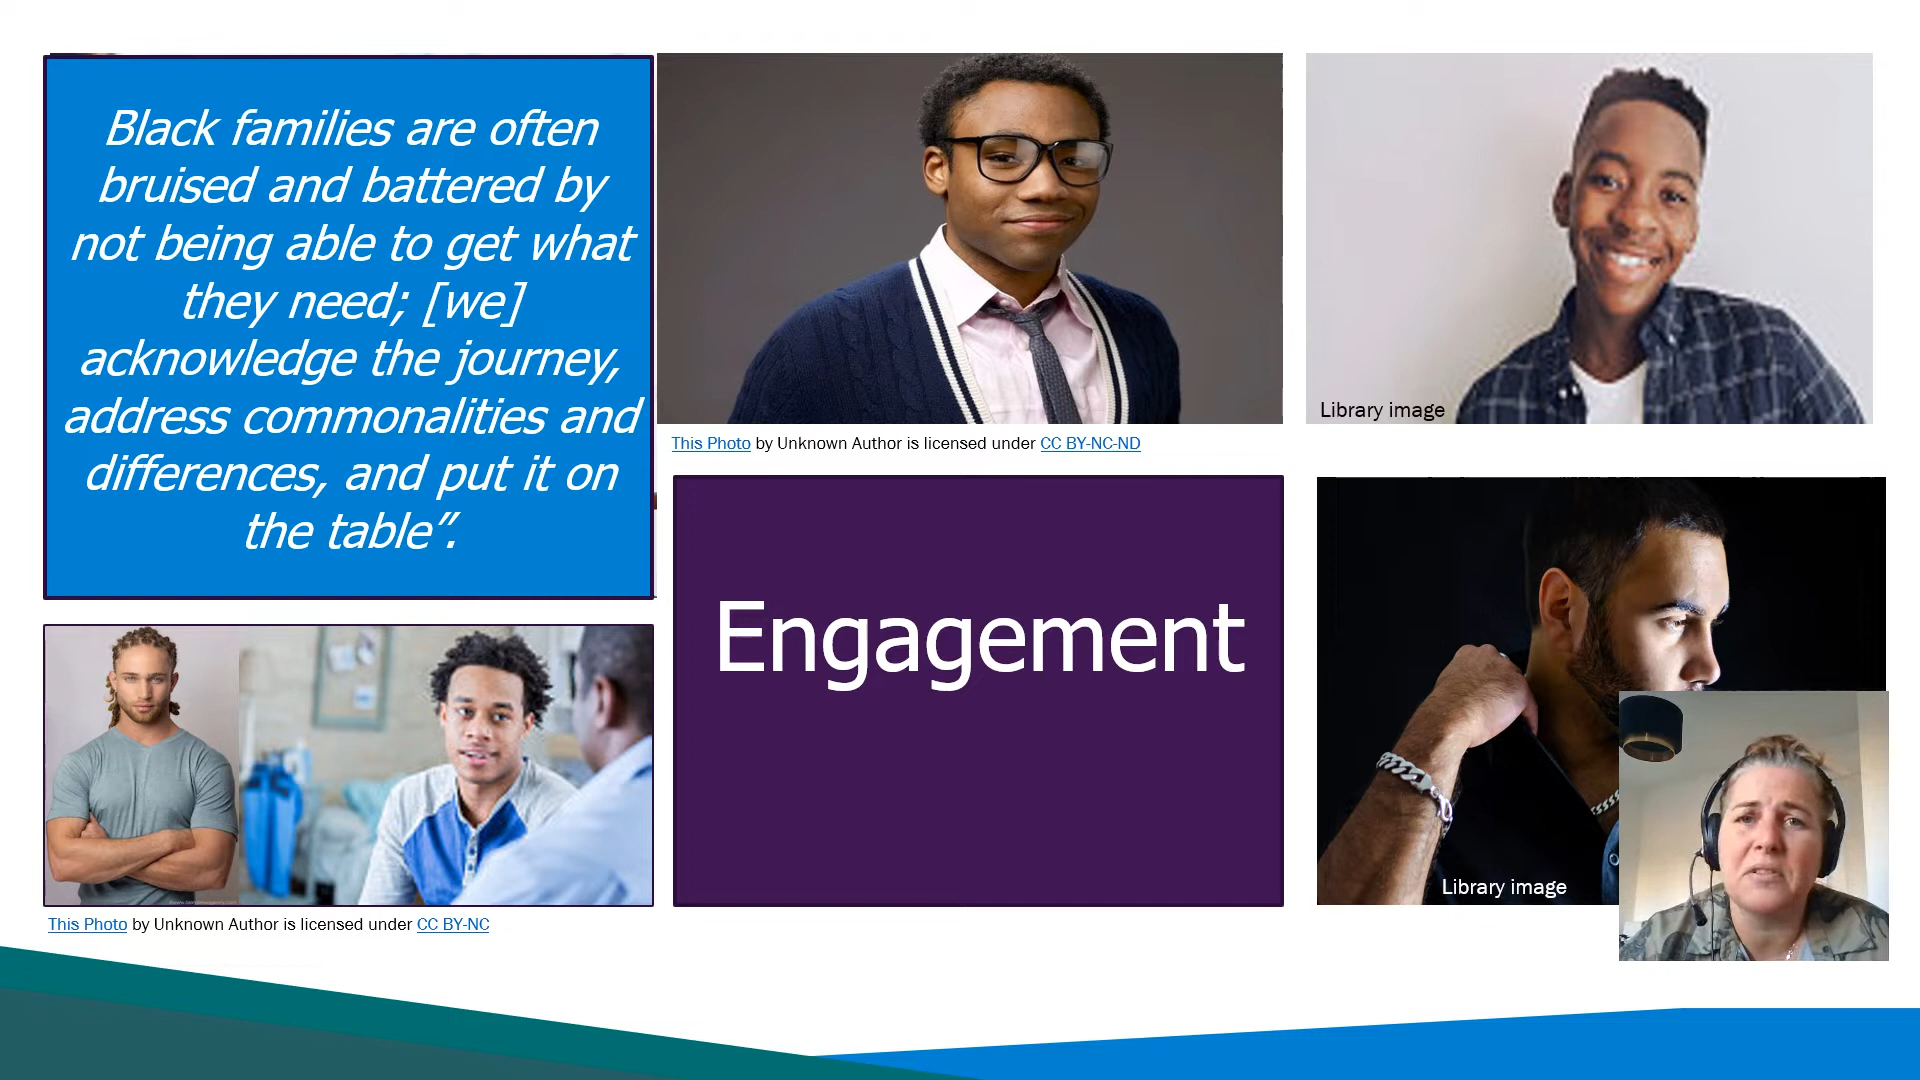 Black families are often
bruised and battered by
not being able to get what
they need; [we]
acknowledge the journey,
address commonalities and
differences, and put it on
the table”.
Library image
This Photo by Unknown Author is licensed under CC BY-NC-ND
Engagement
Library image
This Photo by Unknown Author is licensed under CC BY-NC